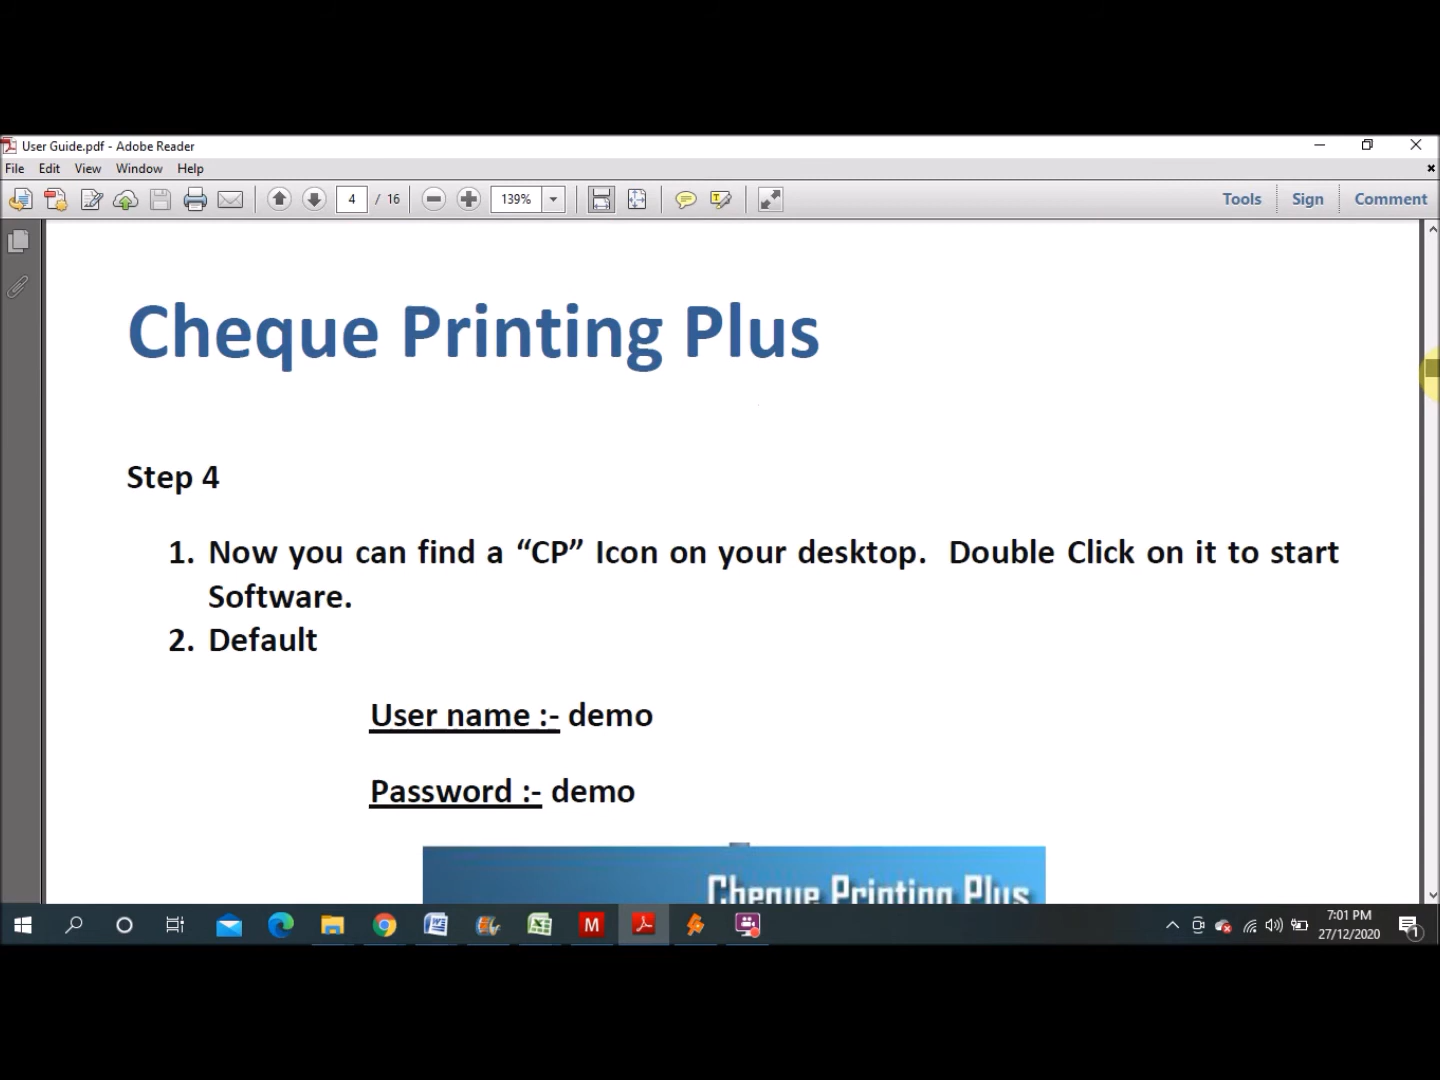 User Guide.pdf - Adobe Reader
File Edit View Window Help
4 / 16 139% Tools Sign Comment
Cheque Printing Plus
Step 4
1. Now you can find a “CP” Icon on your desktop. Double Click on it to start
Software.
2. Default
User name :- demo
Password :- demo
Cheque Printing Plus
7:01 PM
27/12/2020
1